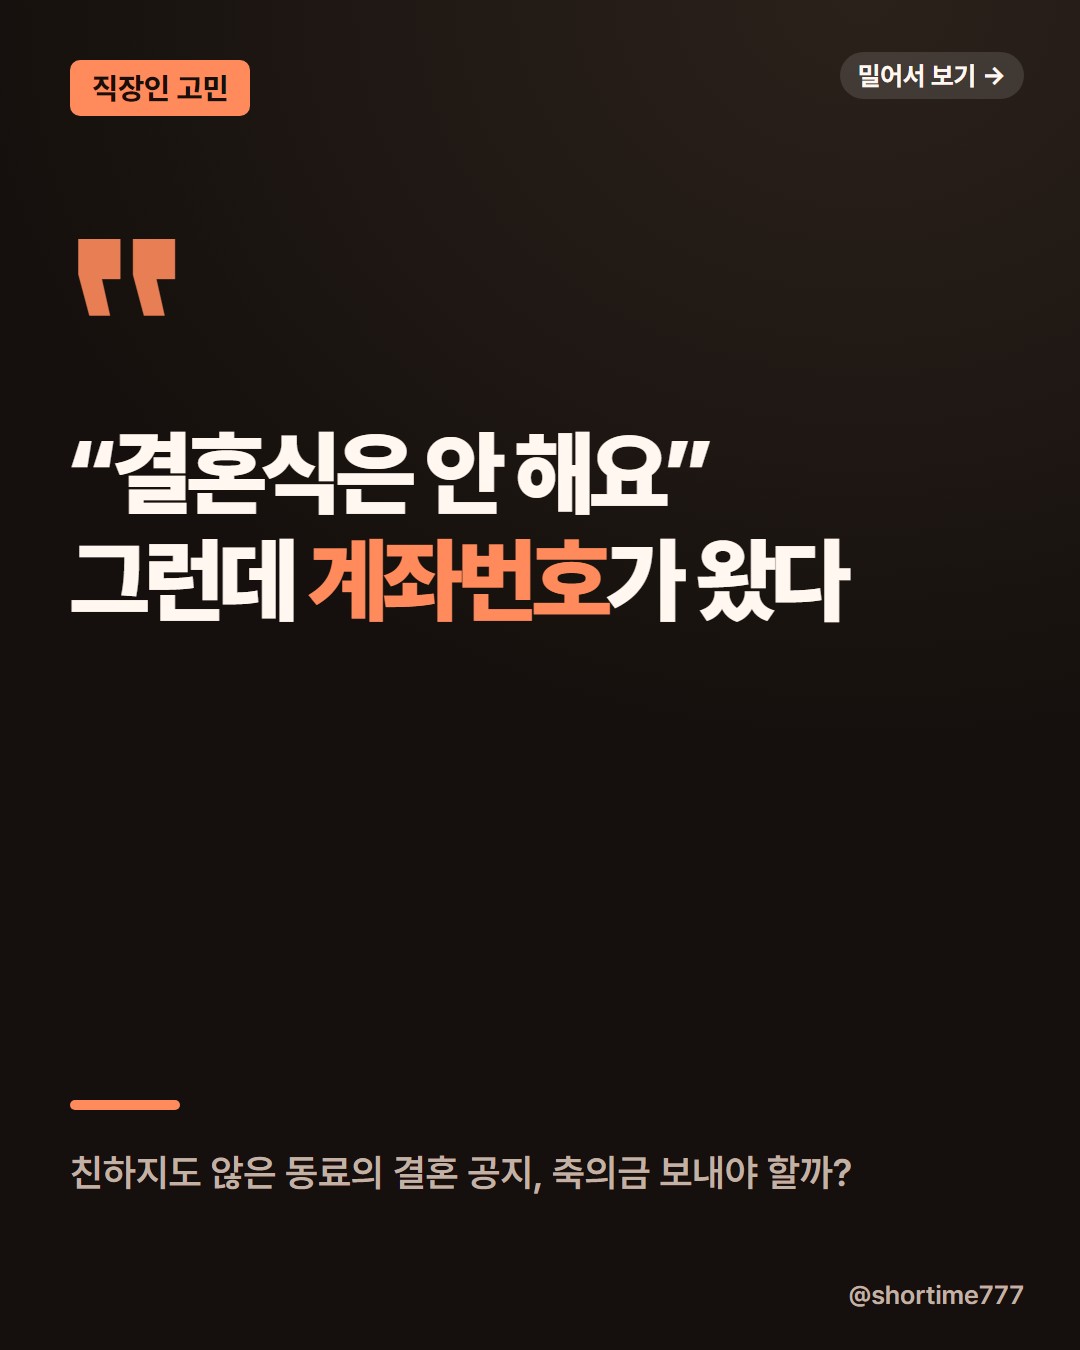 직장인 고민
밀어서 보기 →
"
“결혼식은 안 해요”
그런데 계좌번호가 왔다
친하지도 않은 동료의 결혼 공지, 축의금 보내야 할까?
@shortime777